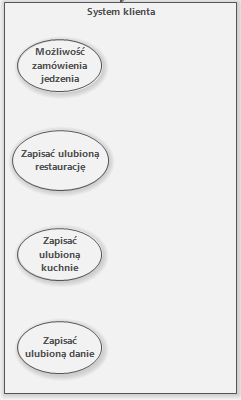 System klienta
Możliwość
zamówienia
jedzenia
Zapisać ulubioną
restaurację
Zapisać
ulubioną
kuchnie
Zapisać
ulubioną danie